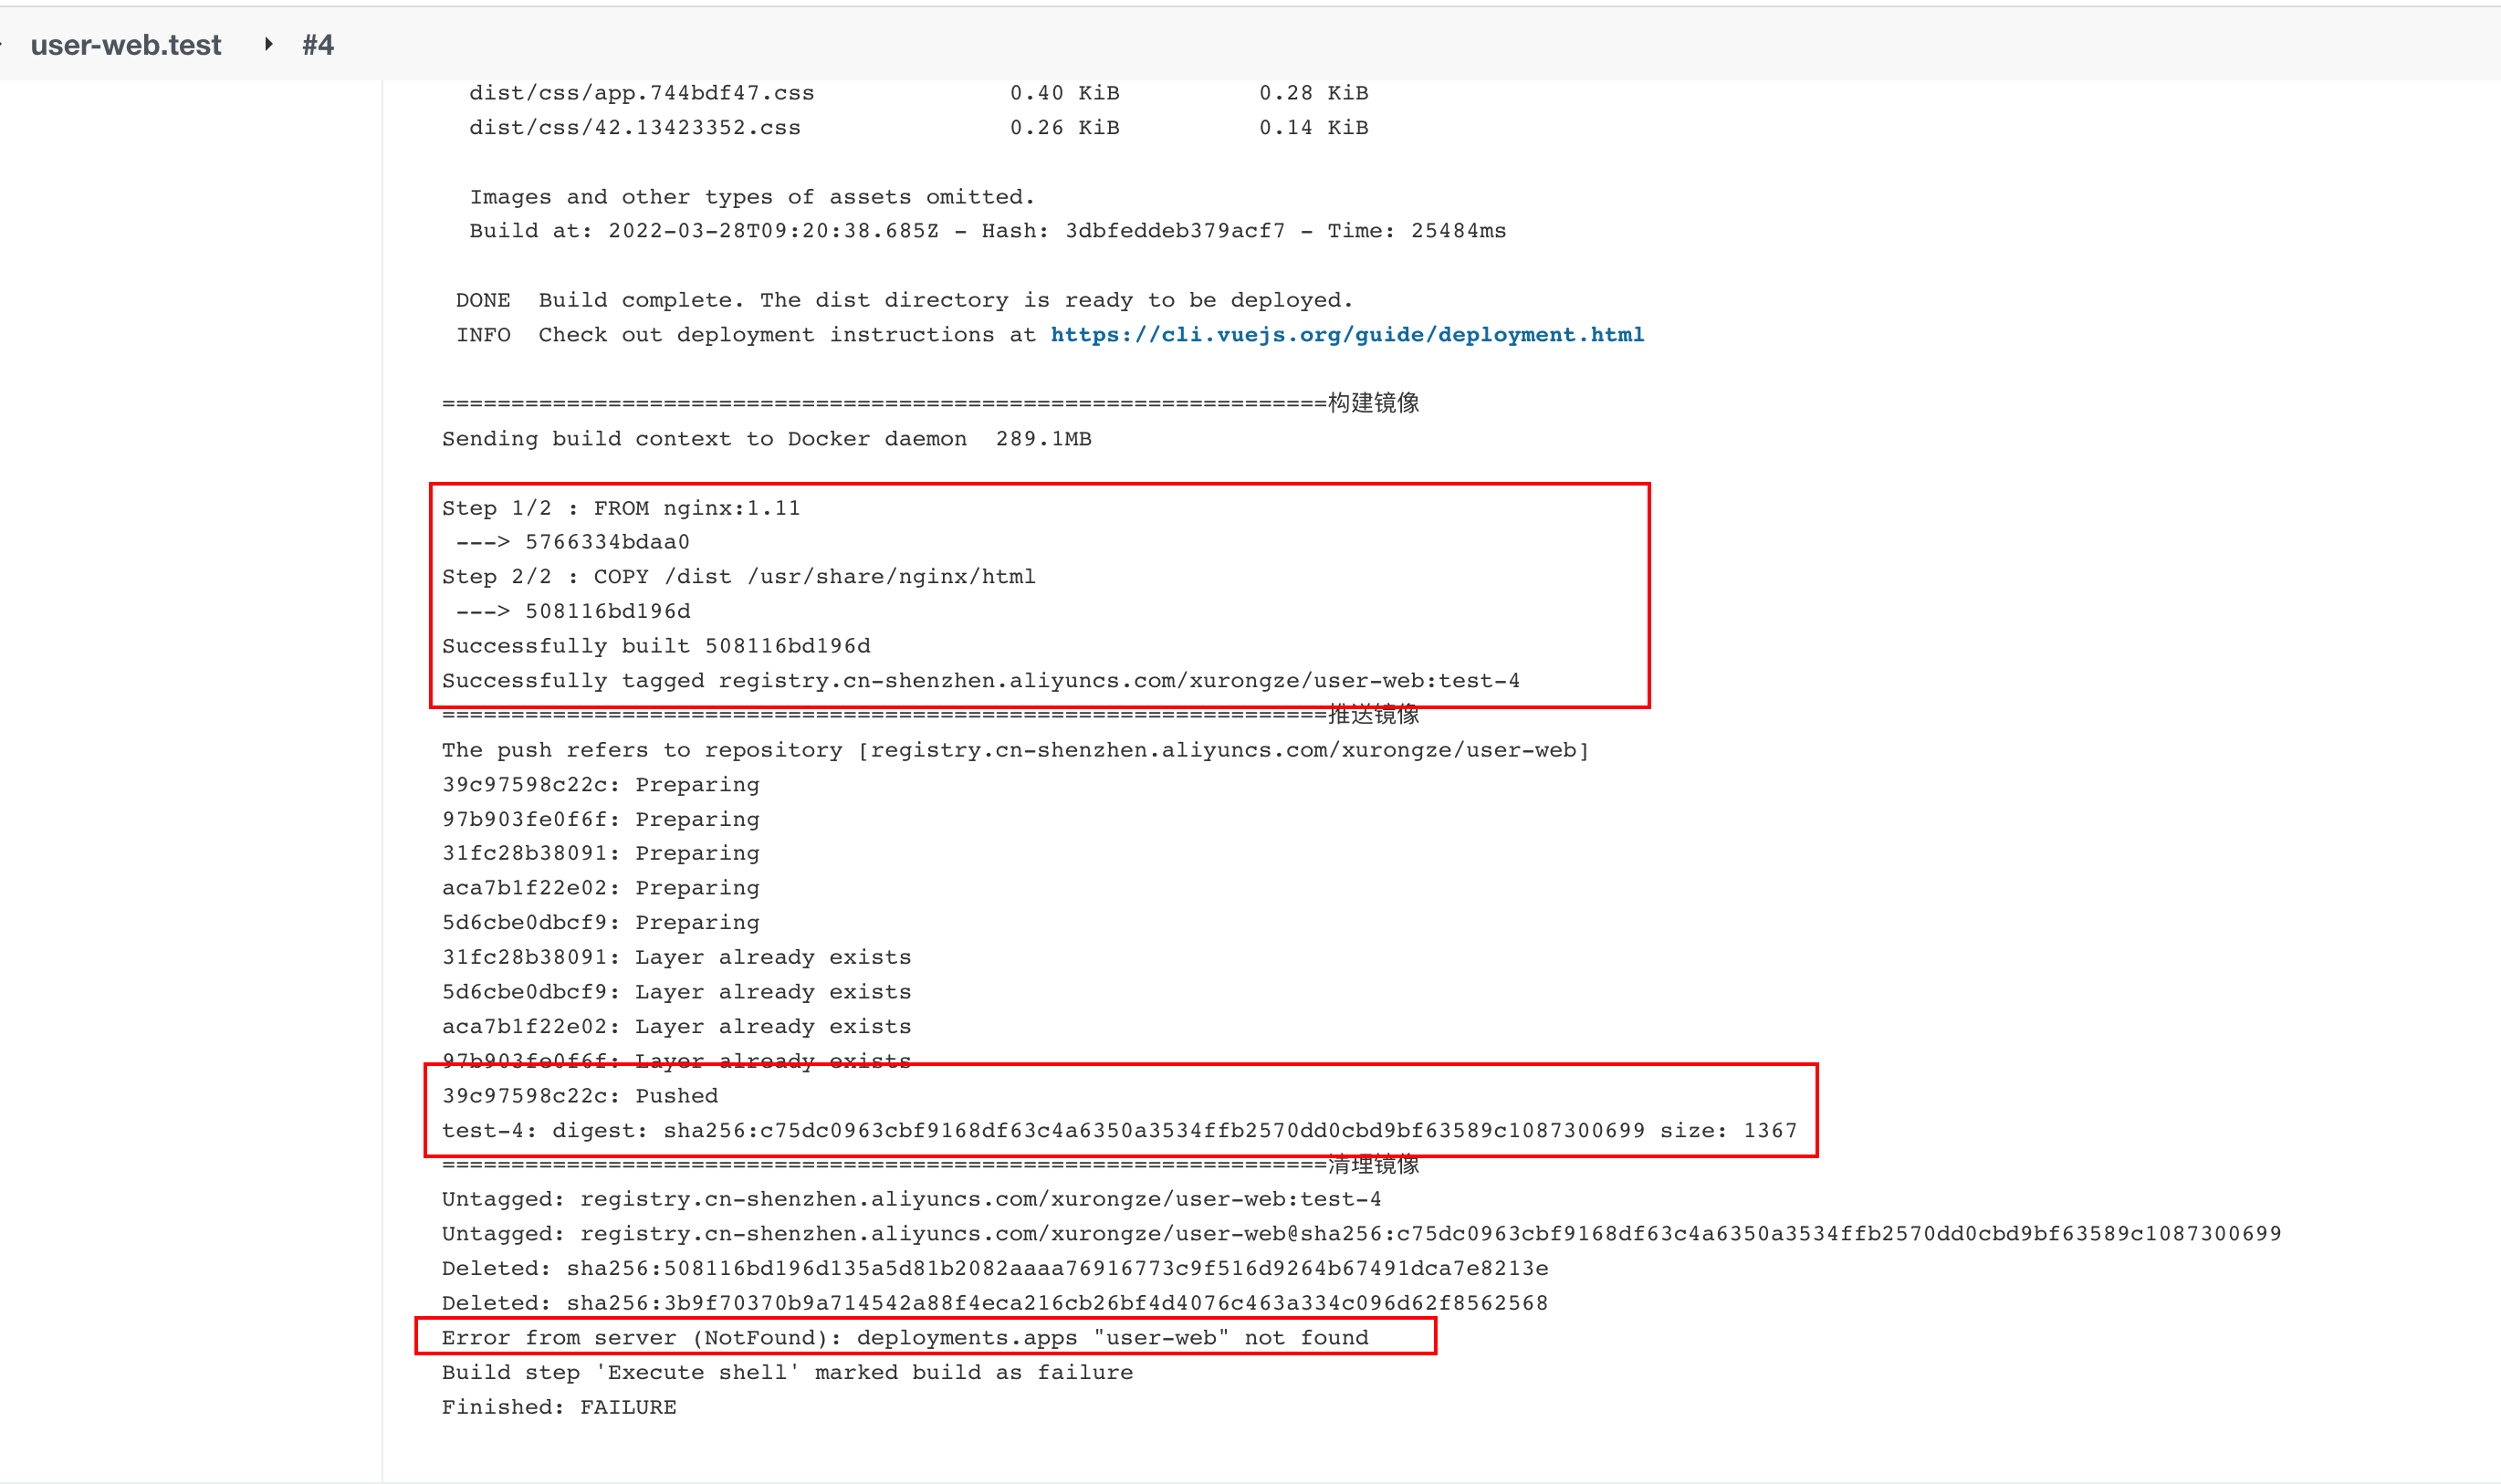 user-web.test #4
dist/css/app.744bdf47.css 0.40 KiB 0.28 KiB
dist/css/42.13423352.css 0.26 KiB 0.14 KiB
Images and other types of assets omitted.
Build at: 2022-03-28T09:20:38.685Z - Hash: 3dbfeddeb379acf7 - Time: 25484ms
DONE Build complete. The dist directory is ready to be deployed.
INFO Check out deployment instructions at https://cli.vuejs.org/guide/deployment.html
================================================================构建镜像
Sending build context to Docker daemon 289.1MB
Step 1/2 : FROM nginx:1.11
---> 5766334bdaa0
Step 2/2 : COPY /dist /usr/share/nginx/html
---> 508116bd196d
Successfully built 508116bd196d
Successfully tagged registry.cn-shenzhen.aliyuncs.com/xurongze/user-web:test-4
================================================================推送镜像
The push refers to repository [registry.cn-shenzhen.aliyuncs.com/xurongze/user-web]
39c97598c22c: Preparing
97b903fe0f6f: Preparing
31fc28b38091: Preparing
aca7b1f22e02: Preparing
5d6cbe0dbcf9: Preparing
31fc28b38091: Layer already exists
5d6cbe0dbcf9: Layer already exists
aca7b1f22e02: Layer already exists
97b903fe0f6f: Layer already exists
39c97598c22c: Pushed
test-4: digest: sha256:c75dc0963cbf9168df63c4a6350a3534ffb2570dd0cbd9bf63589c1087300699 size: 1367
================================================================清理镜像
Untagged: registry.cn-shenzhen.aliyuncs.com/xurongze/user-web:test-4
Untagged: registry.cn-shenzhen.aliyuncs.com/xurongze/user-web@sha256:c75dc0963cbf9168df63c4a6350a3534ffb2570dd0cbd9bf63589c1087300699
Deleted: sha256:508116bd196d135a5d81b2082aaaa76916773c9f516d9264b67491dca7e8213e
Deleted: sha256:3b9f70370b9a714542a88f4eca216cb26bf4d4076c463a334c096d62f8562568
Error from server (NotFound): deployments.apps "user-web" not found
Build step 'Execute shell' marked build as failure
Finished: FAILURE